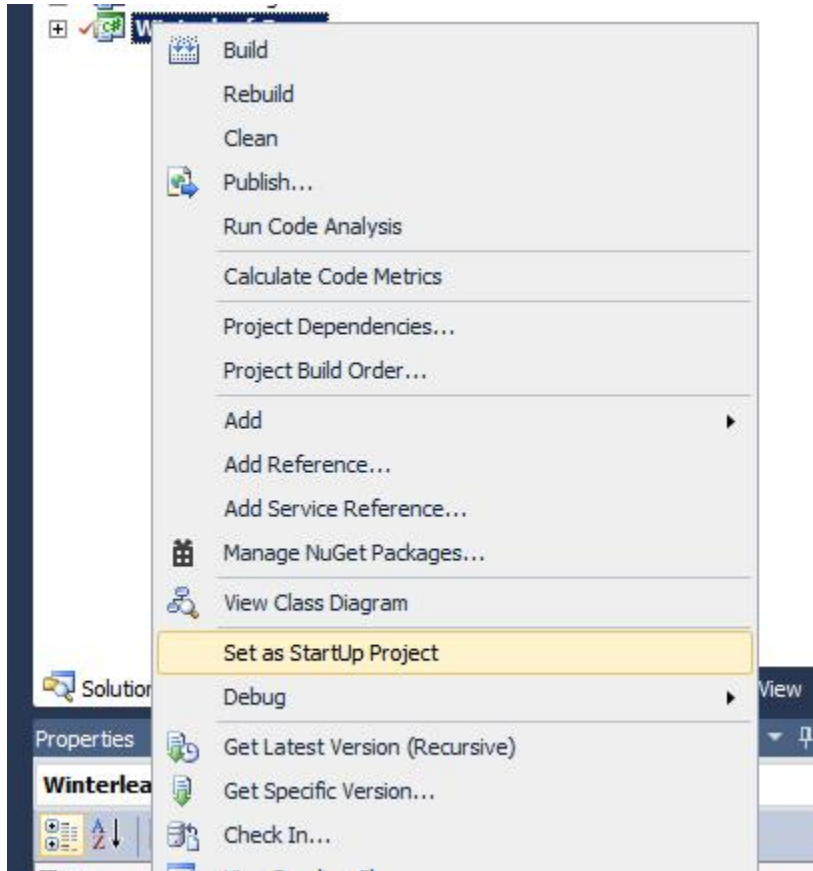 Build
Rebuild
Clean
Publish...
Run Code Analysis
Calculate Code Metrics
Project Dependencies...
Project Build Order...
Add
Add Reference...
Add Service Reference...
Manage NuGet Packages...
View Class Diagram
Set as StartUp Project
Solution
Debug
View
Properties
Get Latest Version (Recursive)
Winterlea
Get Specific Version...
Check In...